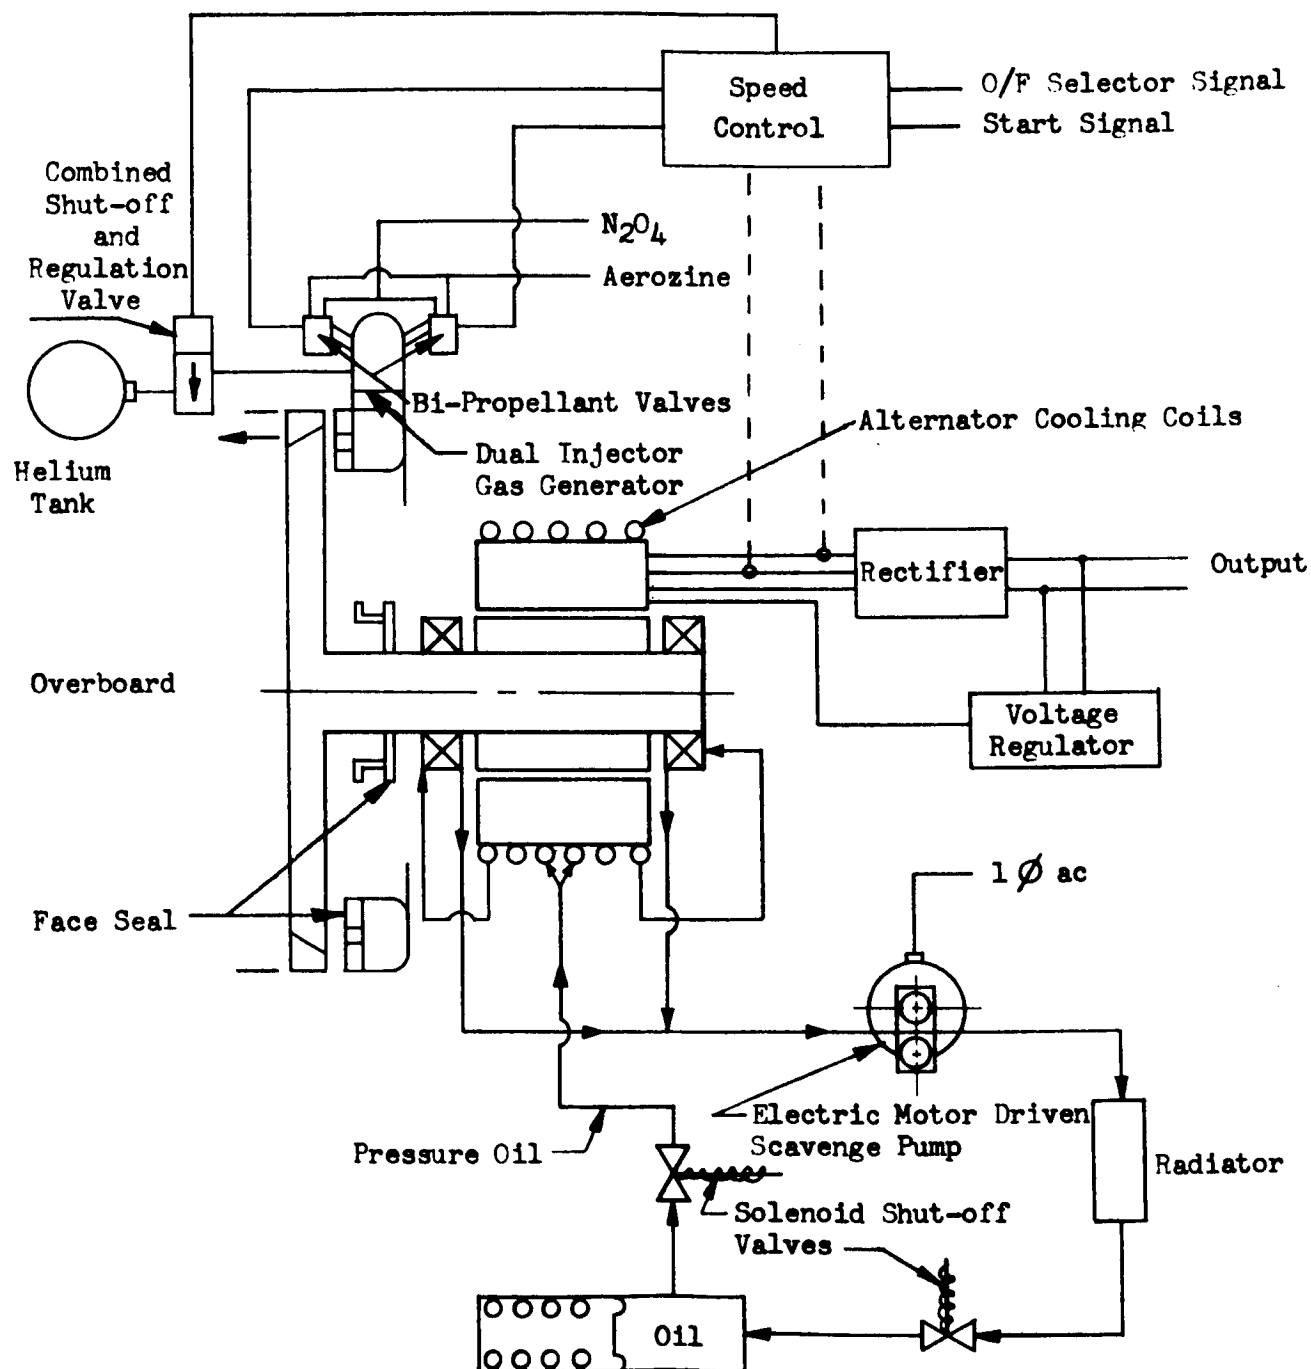 Speed
Control
O/F Selector Signal
Start Signal
Combined
Shut-off
and
Regulation
Valve
N2O4
Aerozine
Bi-Propellant Valves
Alternator Cooling Coils
Helium
Tank
Dual Injector
Gas Generator
Rectifier
Output
Overboard
Voltage
Regulator
1 Ø ac
Face Seal
Electric Motor Driven
Scavenge Pump
Pressure Oil
Radiator
Solenoid Shut-off
Valves
Oil